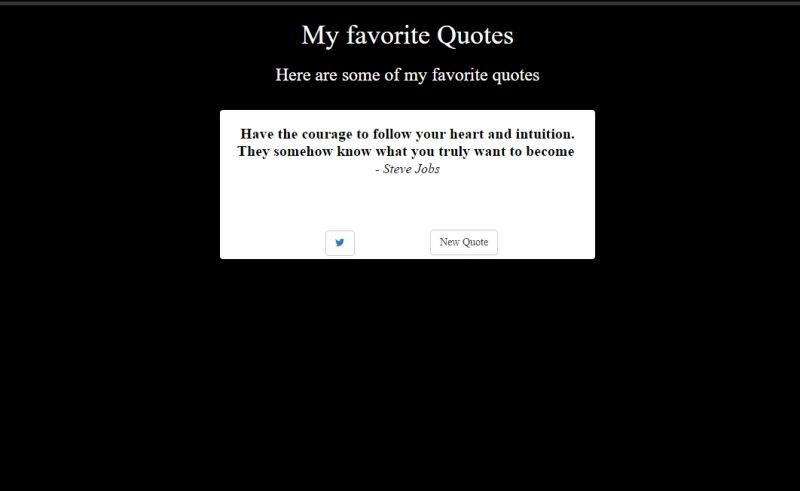 My favorite Quotes
Here are some of my favorite quotes
Have the courage to follow your heart and intuition.
They somehow know what you truly want to become
- Steve Jobs
New Quote